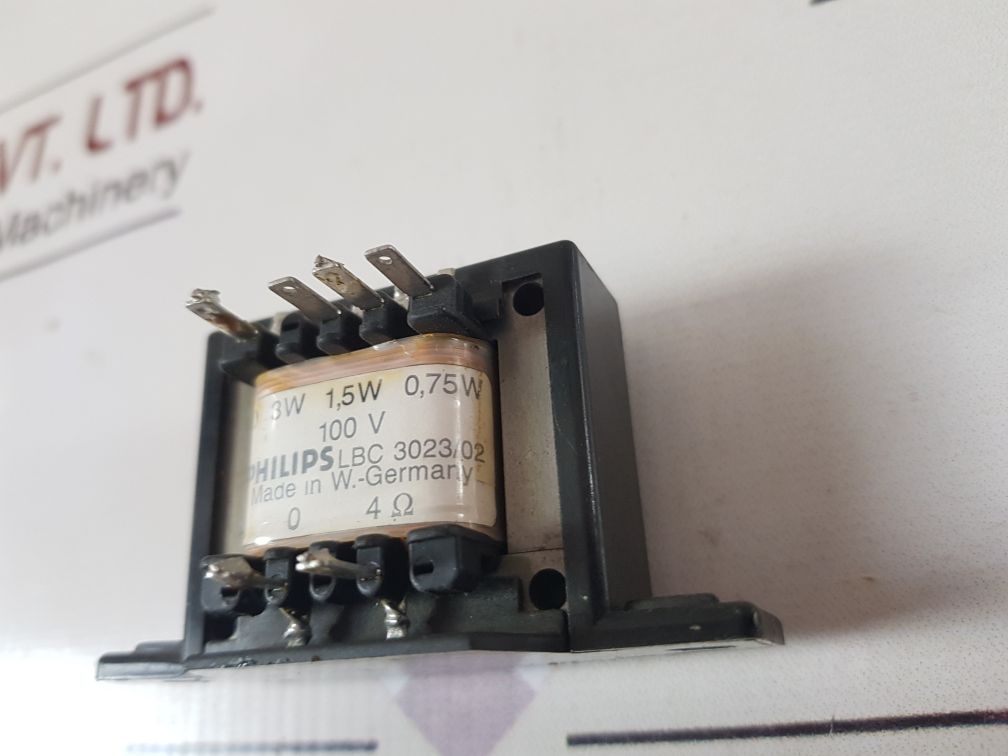 VT. LTD.
Machinery
3W 1,5W 0,75W
100 V
PHILIPS LBC 3023/02
Made in W.-Germany
0 4 Ω